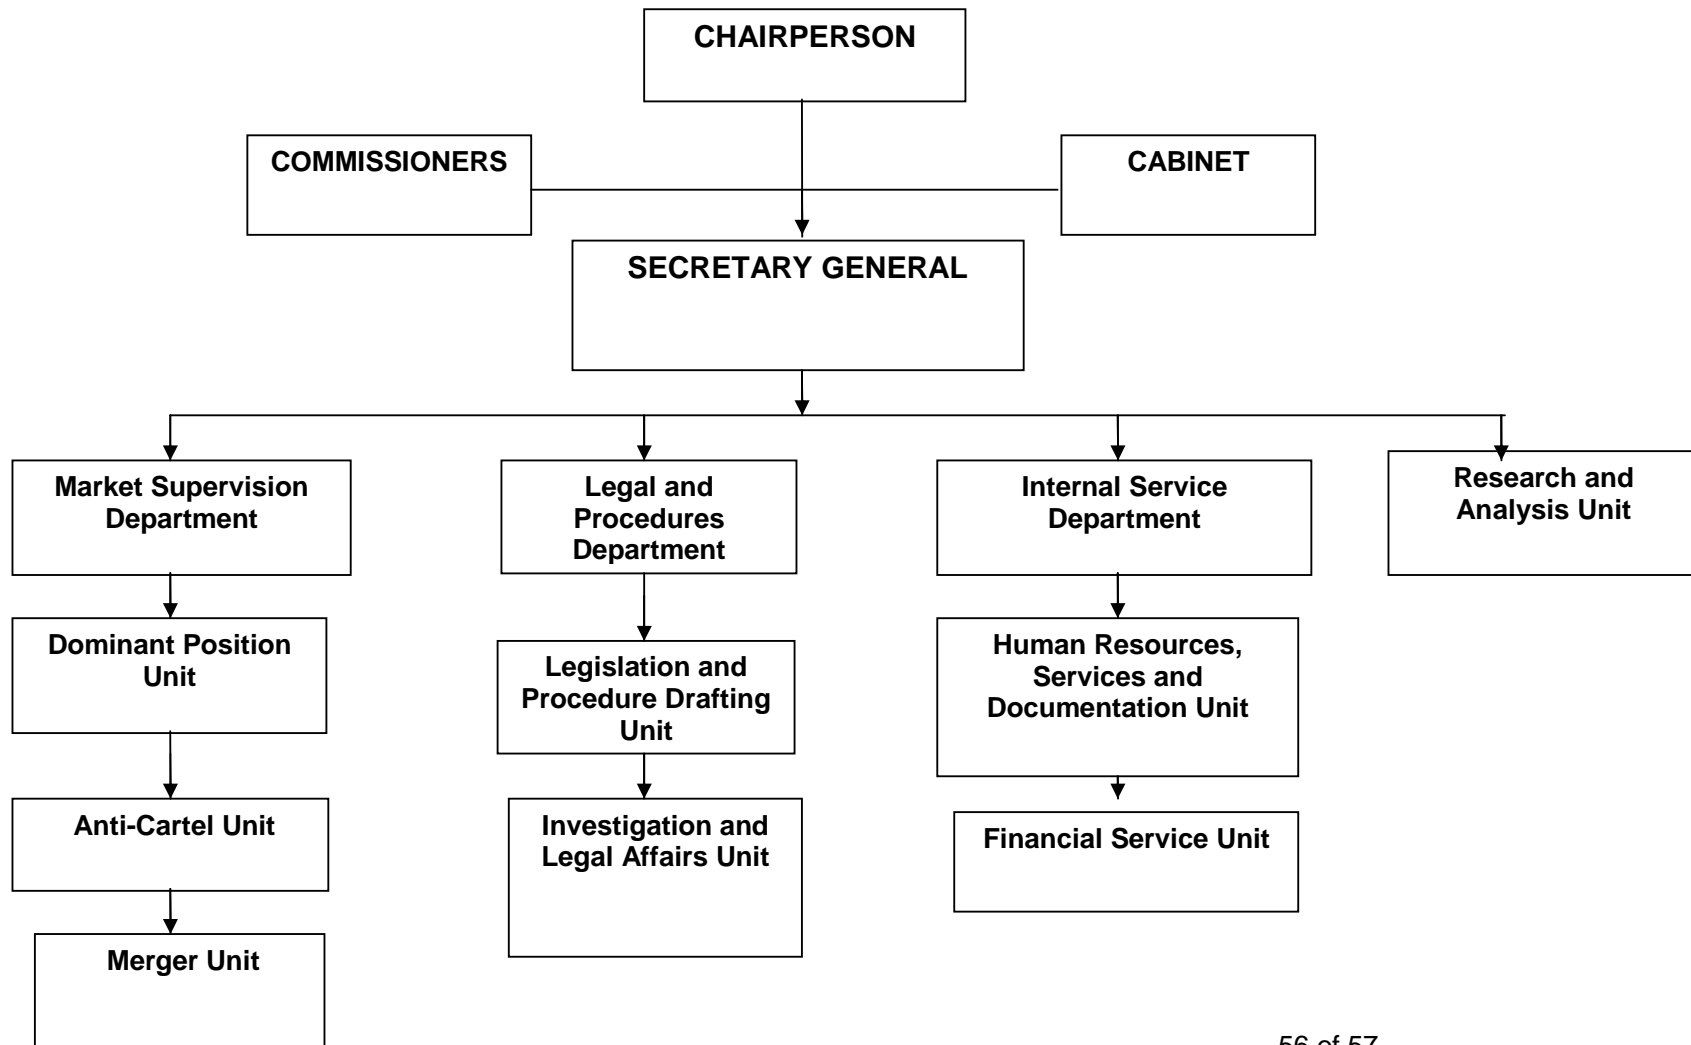 CHAIRPERSON
COMMISSIONERS
CABINET
SECRETARY GENERAL
Market Supervision
Department
Legal and
Procedures
Department
Internal Service
Department
Research and
Analysis Unit
Dominant Position
Unit
Legislation and
Procedure Drafting
Unit
Human Resources,
Services and
Documentation Unit
Anti-Cartel Unit
Investigation and
Legal Affairs Unit
Financial Service Unit
Merger Unit
56 of 57